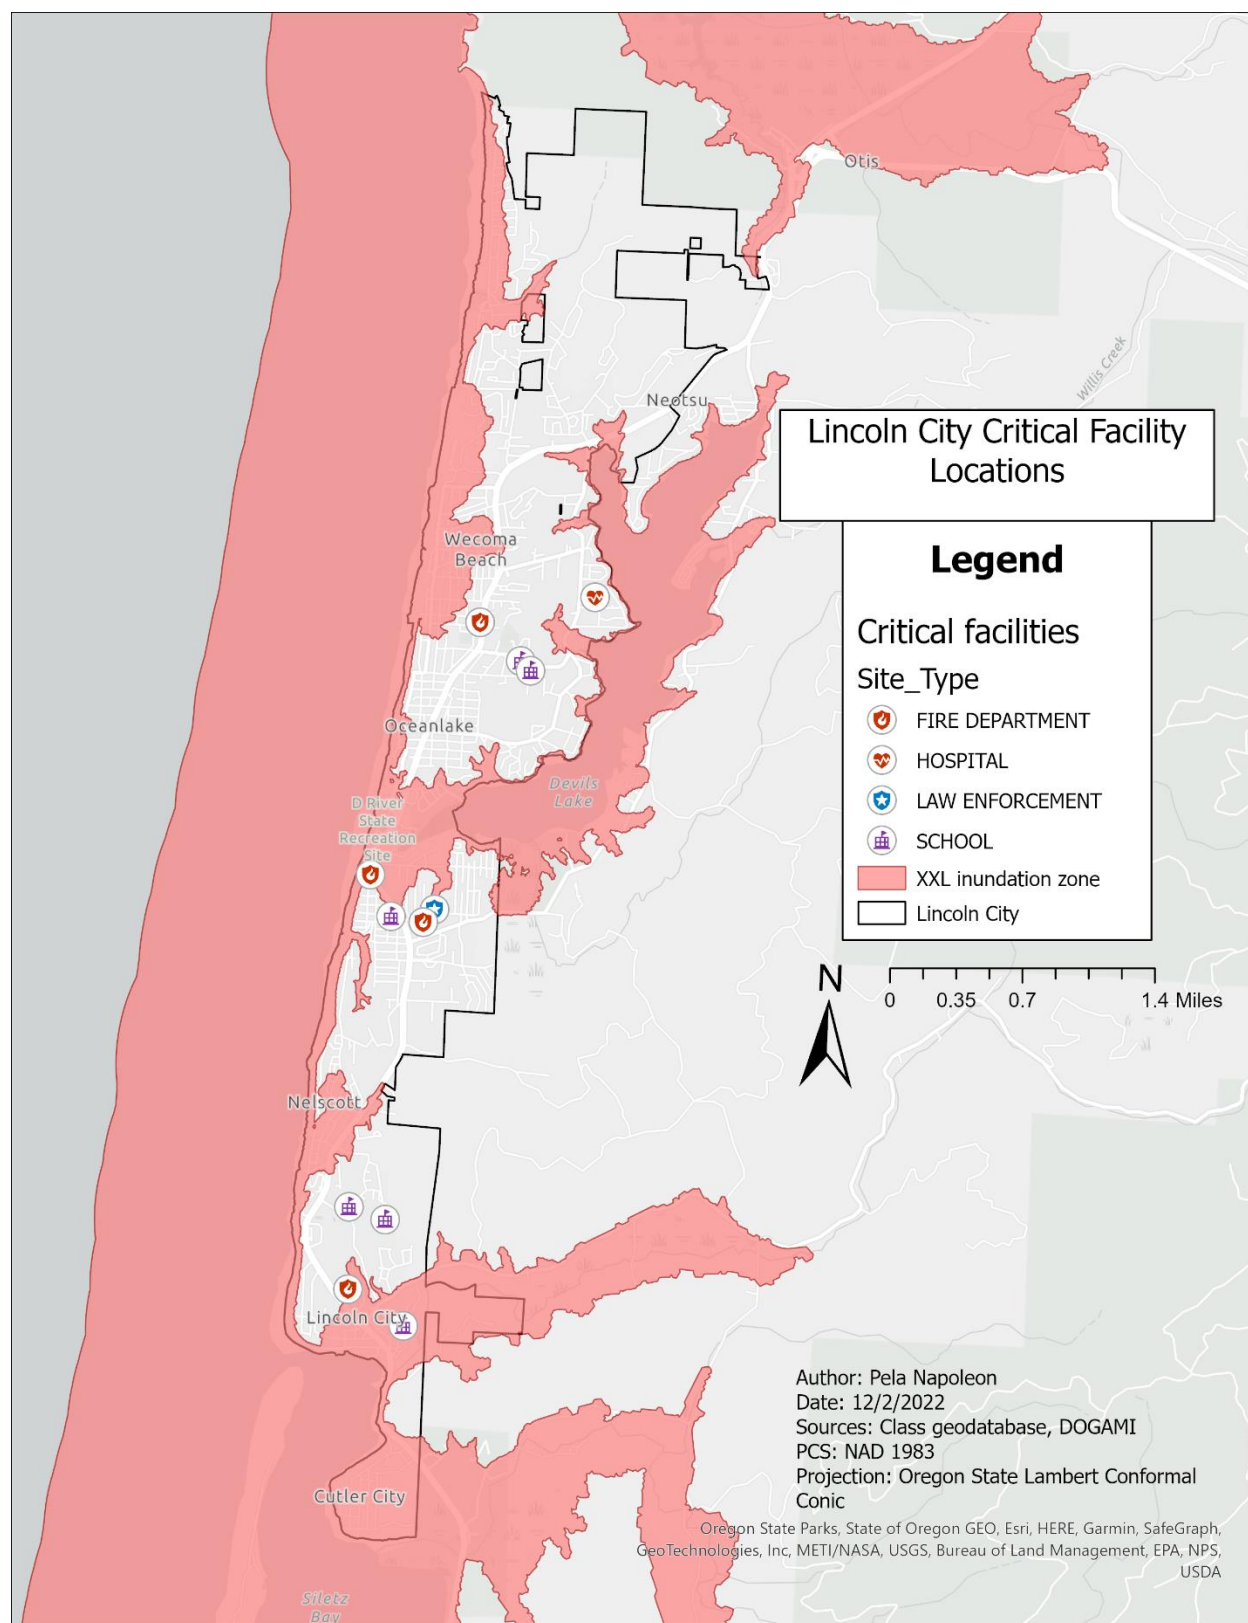 Otis
Willis Creek
Neotsu
Lincoln City Critical Facility
Locations
Legend
Critical facilities
Site_Type
FIRE DEPARTMENT
HOSPITAL
LAW ENFORCEMENT
SCHOOL
XXL inundation zone
Lincoln City
Wecoma
Beach
Oceanlake
Devils
Lake
D River
State
Recreation
Site
N
0 0.35 0.7 1.4 Miles
Nelscott
Lincoln City
Cutler City
Siletz
Bay
Author: Pela Napoleon
Date: 12/2/2022
Sources: Class geodatabase, DOGAMI
PCS: NAD 1983
Projection: Oregon State Lambert Conformal
Conic
Oregon State Parks, State of Oregon GEO, Esri, HERE, Garmin, SafeGraph,
GeoTechnologies, Inc, METI/NASA, USGS, Bureau of Land Management, EPA, NPS,
USDA